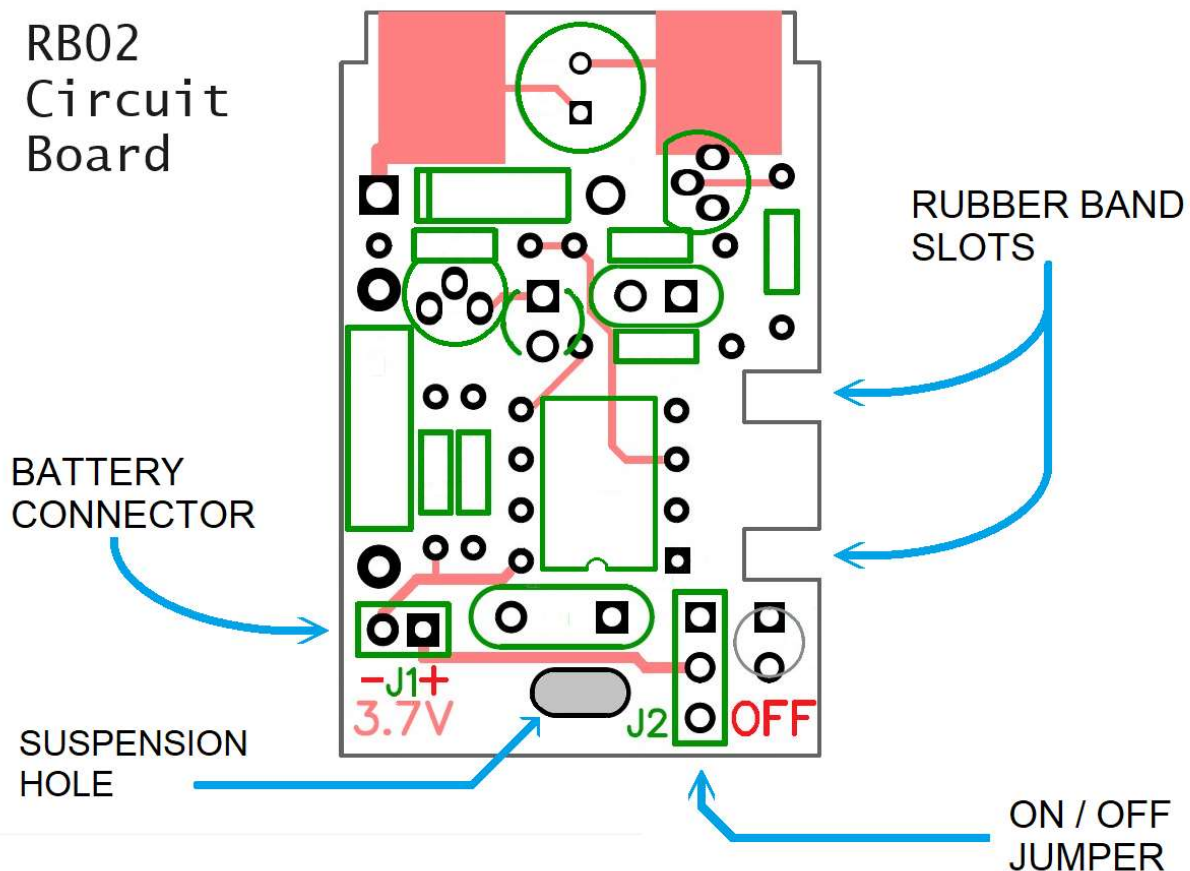 RB02
Circuit
Board
RUBBER BAND
SLOTS
BATTERY
CONNECTOR
-J1+
3.7V
J2 OFF
SUSPENSION
HOLE
ON / OFF
JUMPER